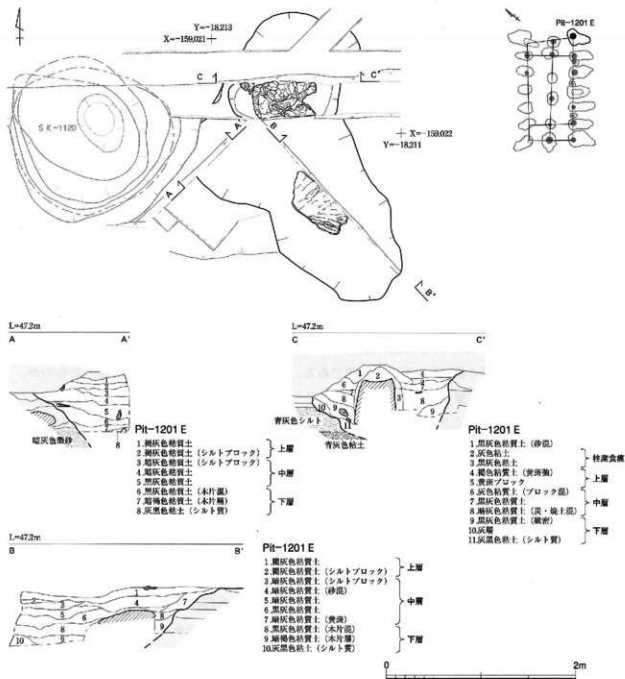 Y=-18,213
X=-159,021
Pit-1201 E
C
C'
SK-1120
A
B
X=-159,022
Y=-18,211
A'
B'
L=47.2m
A
A'
1
2
3
4
5
6
8
暗灰色微砂
Pit-1201 E
1.褐灰色粘質土
2.褐灰色粘質土（シルトブロック）
上層
3.暗灰色粘質土（シルトブロック）
4.暗灰色粘質土
5.黒灰色粘質土
中層
6.黒灰色粘質土（木片混）
7.暗褐色粘質土（木片層）
8.灰黒色粘土（シルト質）
下層
L=47.2m
C
C'
青灰色シルト
青灰色粘土
Pit-1201 E
1.黒灰色粘質土（砂混）
2.灰色粘土
3.黒灰色粘土
柱腐食痕
4.褐色粘質土（黄斑強）
5.黄斑ブロック
上層
6.灰色粘質土（ブロック混）
7.黒灰色粘質土
8.暗灰色粘質土（炭・焼土混）
中層
9.黒灰色粘質土（緻密）
10.灰層
11.灰黒色粘土（シルト質）
下層
L=47.2m
B
B'
Pit-1201 E
1.褐灰色粘質土
2.褐灰色粘質土（シルトブロック）
上層
3.暗灰色粘質土（シルトブロック）
4.暗灰色粘質土（砂混）
5.暗灰色粘質土
6.黒灰色粘質土
7.暗灰色粘質土（黄斑）
中層
8.黒灰色粘質土（木片混）
9.暗褐色粘質土（木片層）
10.灰黒色粘土（シルト質）
下層
0
2m